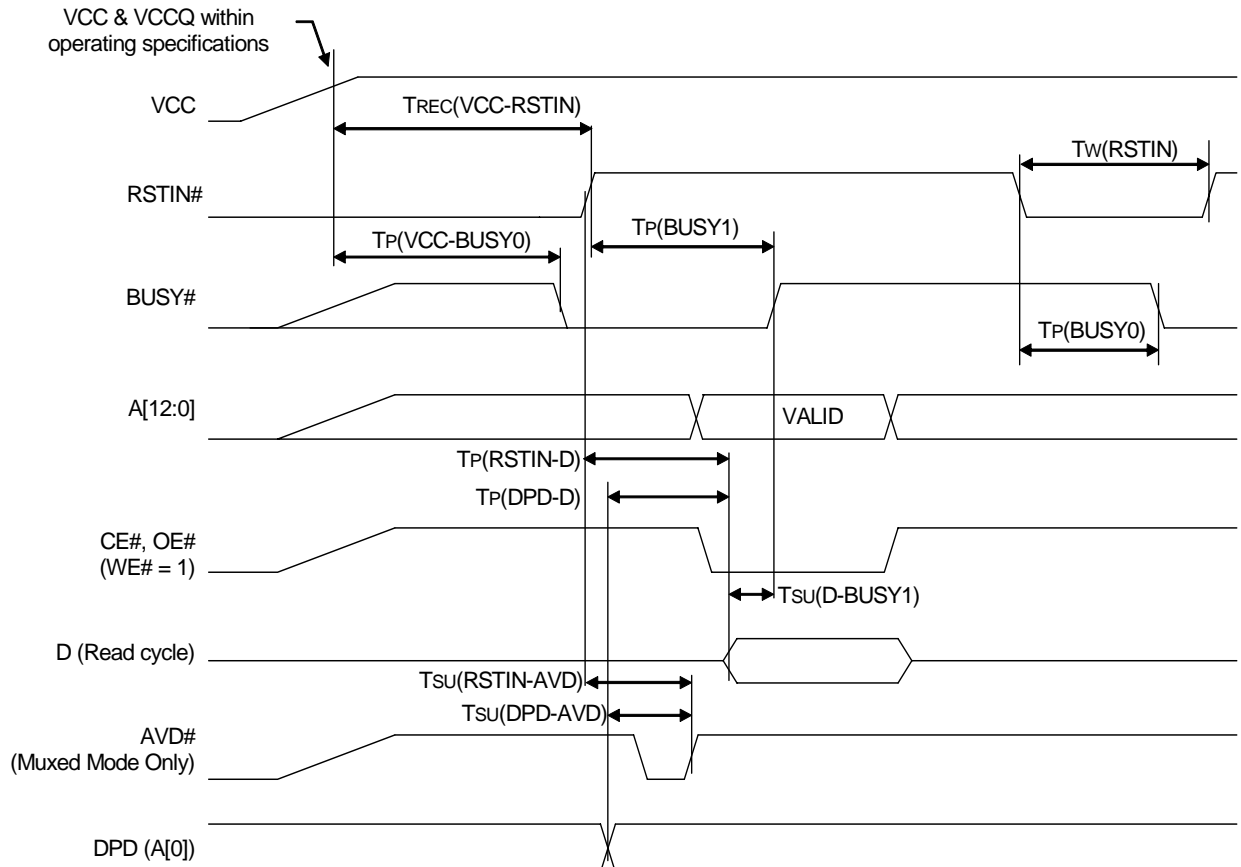 VCC & VCCQ within
operating specifications
VCC
TREC(VCC-RSTIN)
TW(RSTIN)
RSTIN#
TP(VCC-BUSY0)
TP(BUSY1)
BUSY#
TP(BUSY0)
A[12:0]
VALID
TP(RSTIN-D)
TP(DPD-D)
CE#, OE#
(WE# = 1)
TSU(D-BUSY1)
D (Read cycle)
TSU(RSTIN-AVD)
TSU(DPD-AVD)
AVD#
(Muxed Mode Only)
DPD (A[0])